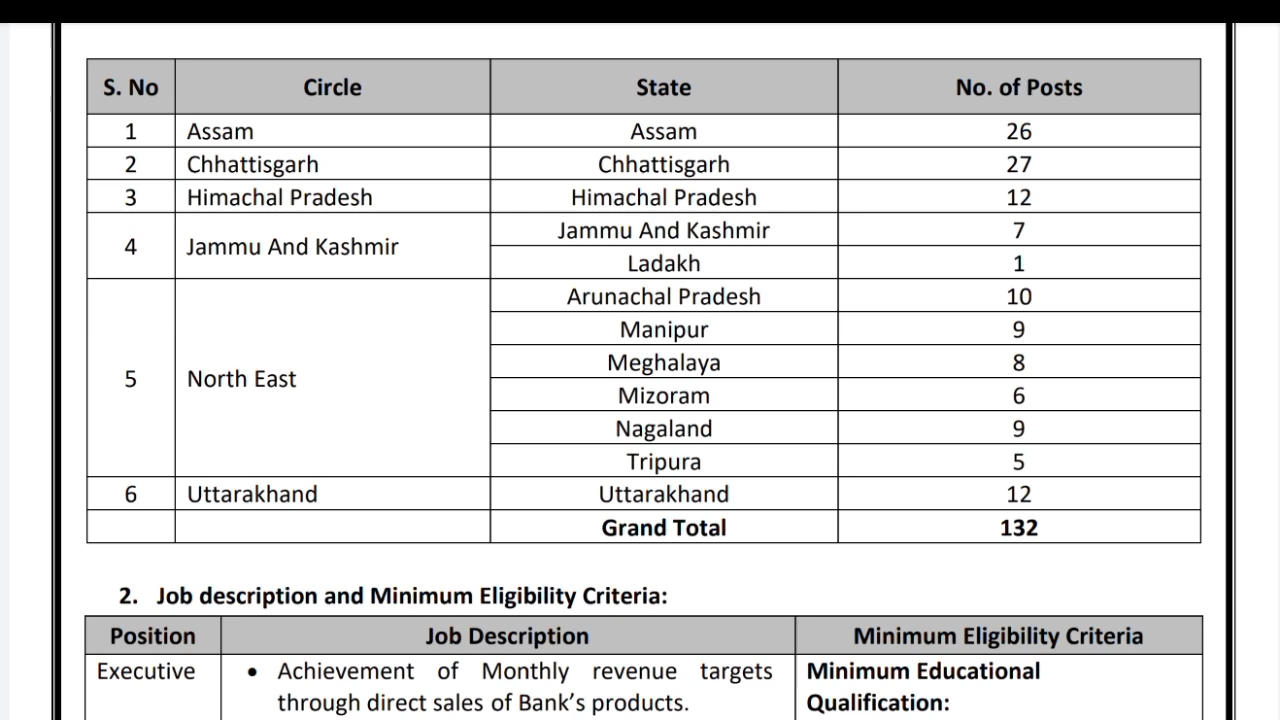 S. No Circle State No. of Posts
1 Assam Assam 26
2 Chhattisgarh Chhattisgarh 27
3 Himachal Pradesh Himachal Pradesh 12
4 Jammu And Kashmir Jammu And Kashmir 7
Ladakh 1
5 North East Arunachal Pradesh 10
Manipur 9
Meghalaya 8
Mizoram 6
Nagaland 9
Tripura 5
6 Uttarakhand Uttarakhand 12
Grand Total 132
2. Job description and Minimum Eligibility Criteria:
Position Job Description Minimum Eligibility Criteria
Executive • Achievement of Monthly revenue targets Minimum Educational
through direct sales of Bank’s products. Qualification: